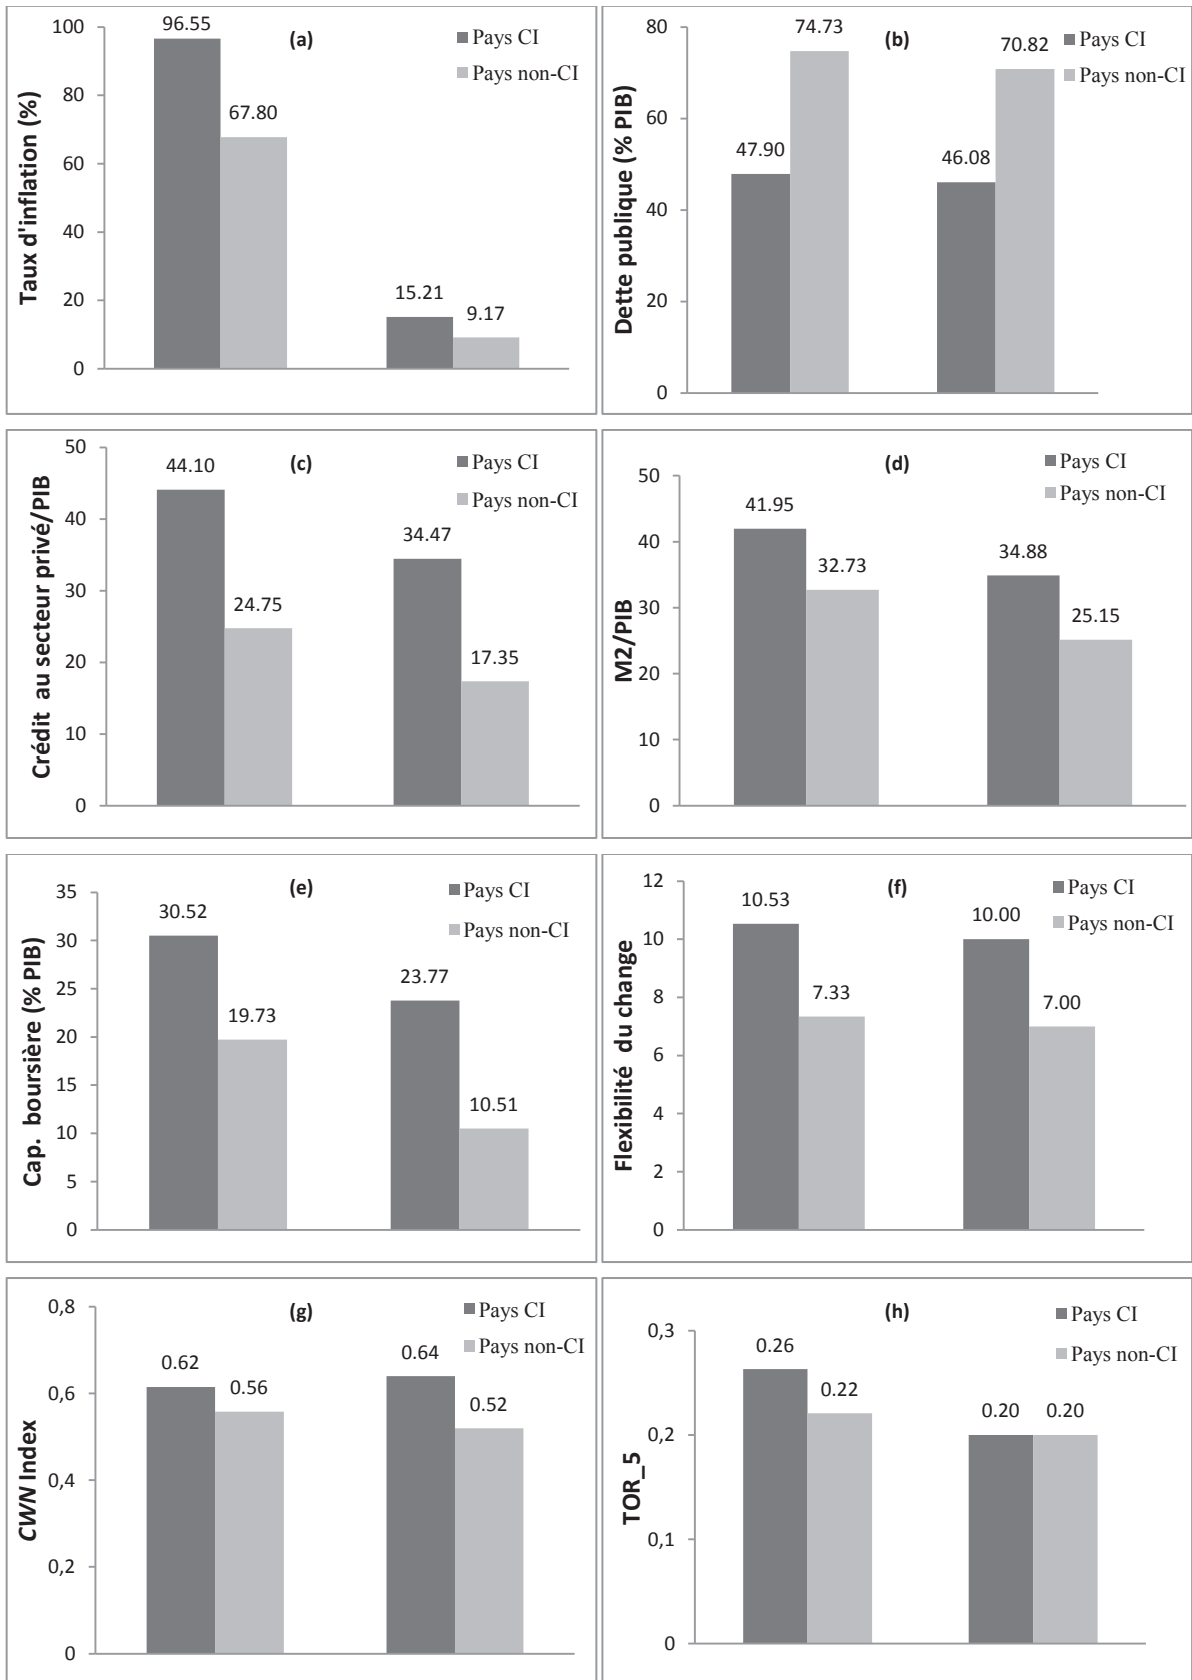 (a)
Pays CI
Pays non-CI
Taux d'inflation (%)
100
80
60
40
20
0
96.55
67.80
15.21
9.17
(b)
Pays CI
Pays non-CI
Dette publique (% PIB)
80
60
40
20
0
47.90
74.73
46.08
70.82
(c)
Pays CI
Pays non-CI
Crédit au secteur privé/PIB
50
40
30
20
10
0
44.10
24.75
34.47
17.35
(d)
Pays CI
Pays non-CI
M2/PIB
50
40
30
20
10
0
41.95
32.73
34.88
25.15
(e)
Pays CI
Pays non-CI
Cap. boursière (% PIB)
35
30
25
20
15
10
5
0
30.52
19.73
23.77
10.51
(f)
Pays CI
Pays non-CI
Flexibilité du change
12
10
8
6
4
2
0
10.53
7.33
10.00
7.00
(g)
Pays CI
Pays non-CI
CWN Index
0,8
0,6
0,4
0,2
0
0.62
0.56
0.64
0.52
(h)
Pays CI
Pays non-CI
TOR_5
0,3
0,2
0,1
0
0.26
0.22
0.20
0.20